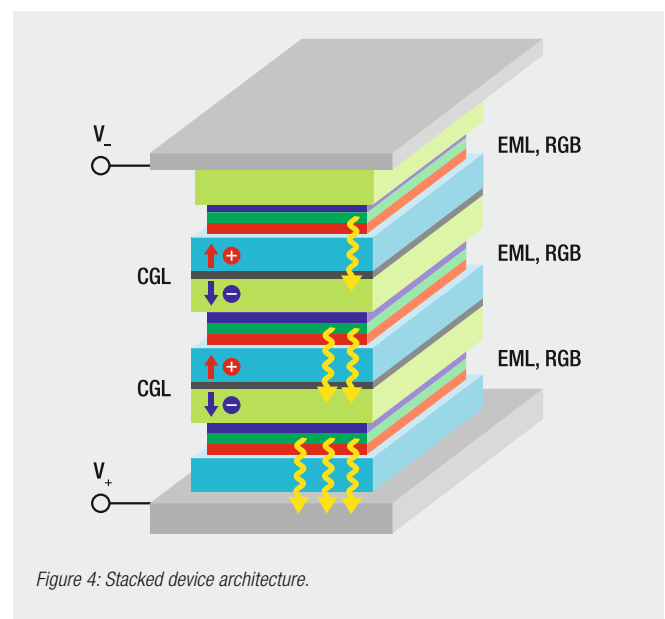 V_
EML, RGB
+
CGL
−
EML, RGB
+
CGL
−
EML, RGB
V+
Figure 4: Stacked device architecture.